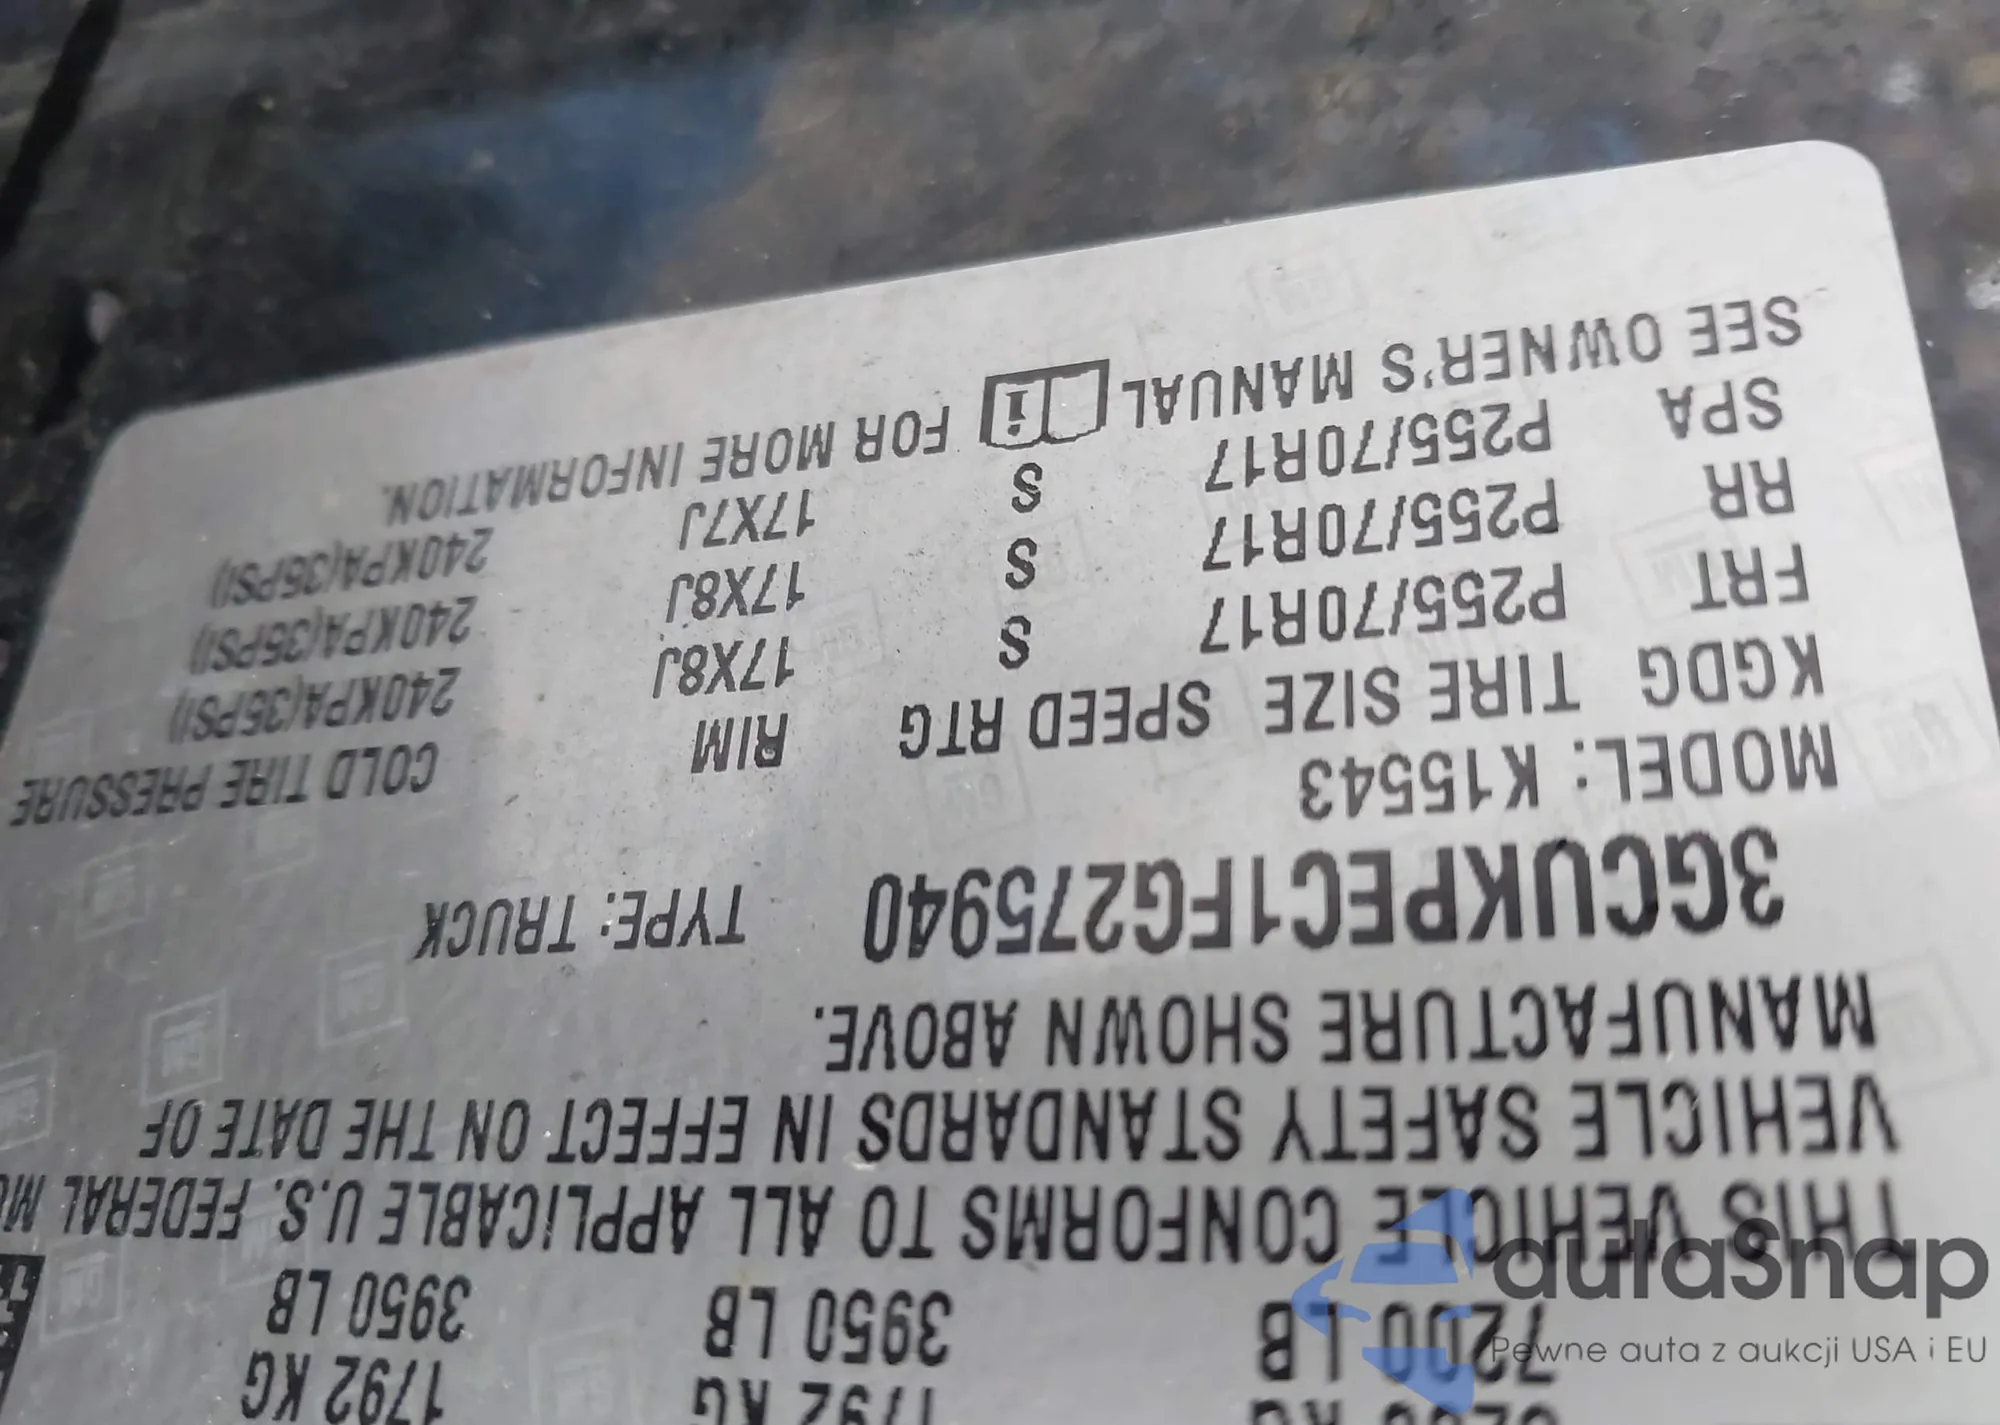 1792 KG 1792 KG
7200 LB 3950 LB 3950 LB
THIS VEHICLE CONFORMS TO ALL APPLICABLE U.S. FEDERAL
VEHICLE SAFETY STANDARDS IN EFFECT ON THE DATE OF
MANUFACTURE SHOWN ABOVE.
3GCUKPEC1FG275940 TYPE: TRUCK
MODEL: K15543
KGDG TIRE SIZE SPEED RTG RIM COLD TIRE PRESSURE
FRT P255/70R17 S 17X8J 240KPA(35PSI)
RR P255/70R17 S 17X8J 240KPA(35PSI)
SPA P255/70R17 S 17X7J 240KPA(35PSI)
SEE OWNER'S MANUAL i FOR MORE INFORMATION.
autaSnap
Pewne auta z aukcji USA i EU